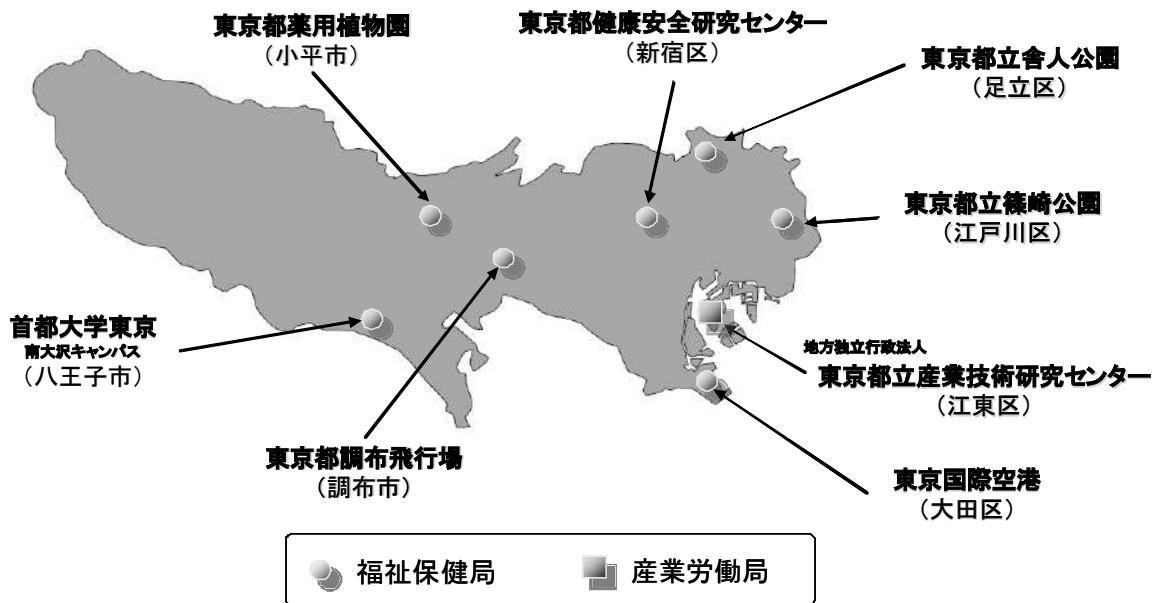 東京都薬用植物園
（小平市）
東京都健康安全研究センター
（新宿区）
東京都立舎人公園
（足立区）
東京都立篠崎公園
（江戸川区）
首都大学東京
南大沢キャンパス
（八王子市）
地方独立行政法人
東京都立産業技術研究センター
（江東区）
東京都調布飛行場
（調布市）
東京国際空港
（大田区）
福祉保健局
産業労働局